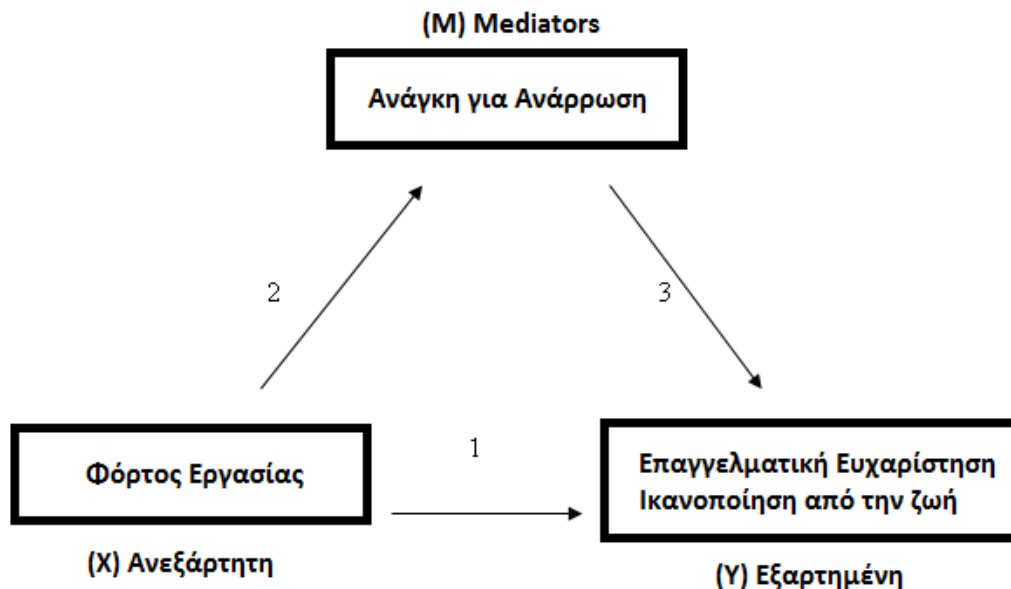 (M) Mediators
Ανάγκη για Ανάρρωση
2
3
1
Φόρτος Εργασίας
Επαγγελματική Ευχαρίστηση
Ικανοποίηση από την ζωή
(X) Ανεξάρτητη
(Y) Εξαρτημένη